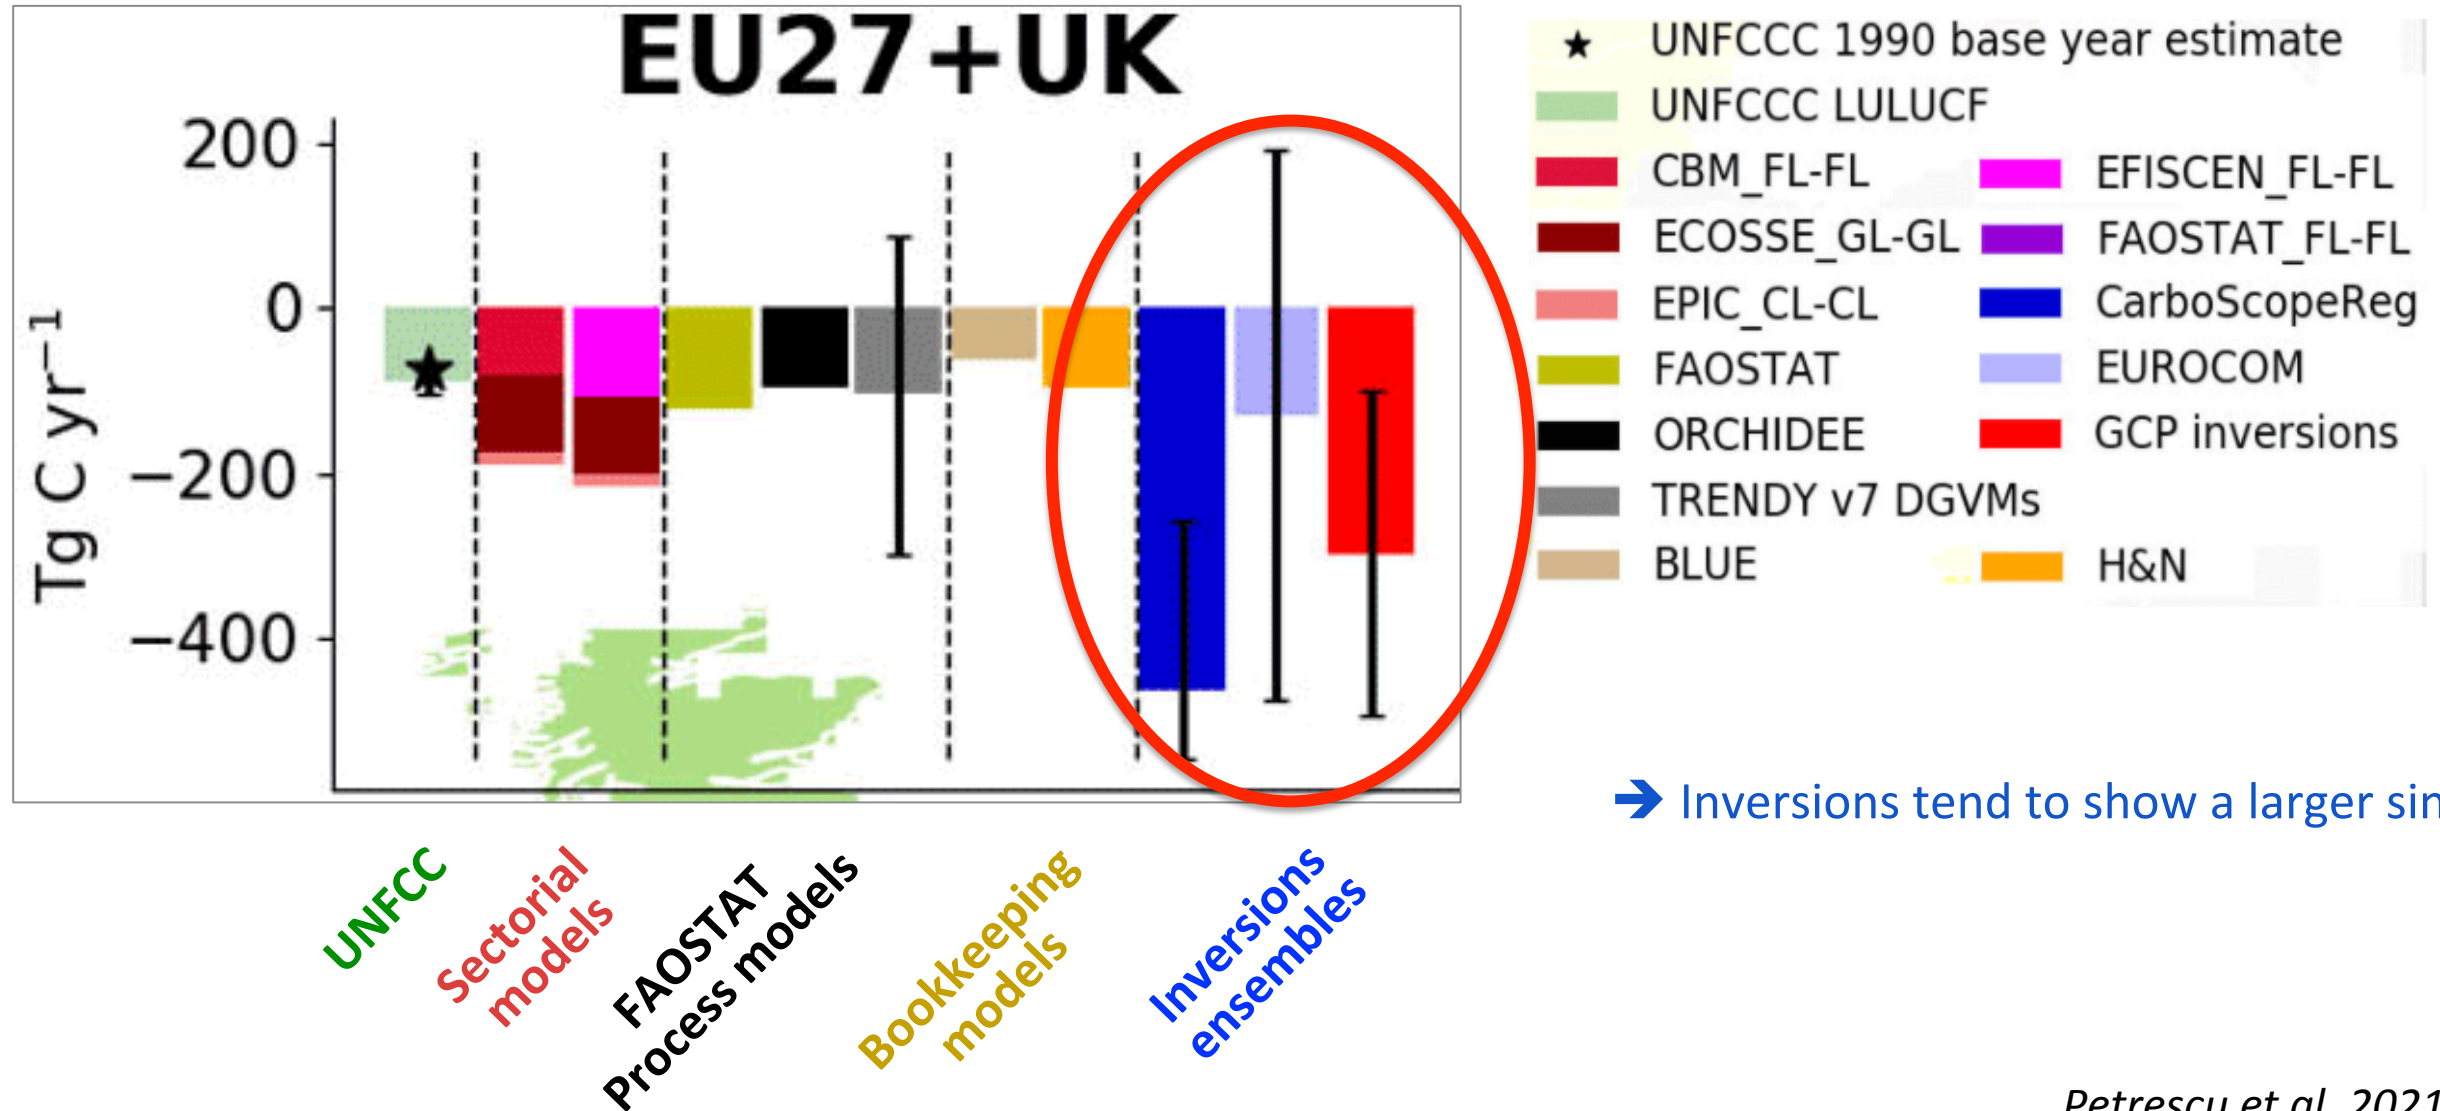 EU27+UK
Tg C yr⁻¹
200
0
−200
−400
UNFCCC 1990 base year estimate
UNFCCC LULUCF
CBM_FL-FL
EFISCEN_FL-FL
ECOSSE_GL-GL
FAOSTAT_FL-FL
EPIC_CL-CL
CarboScopeReg
FAOSTAT
EUROCOM
ORCHIDEE
GCP inversions
TRENDY v7 DGVMs
BLUE
H&N
➔ Inversions tend to show a larger
UNFCC
Sectorial
models
FAOSTAT
Process models
Bookkeeping
models
Inversions
ensembles
Petrescu et al. 2021